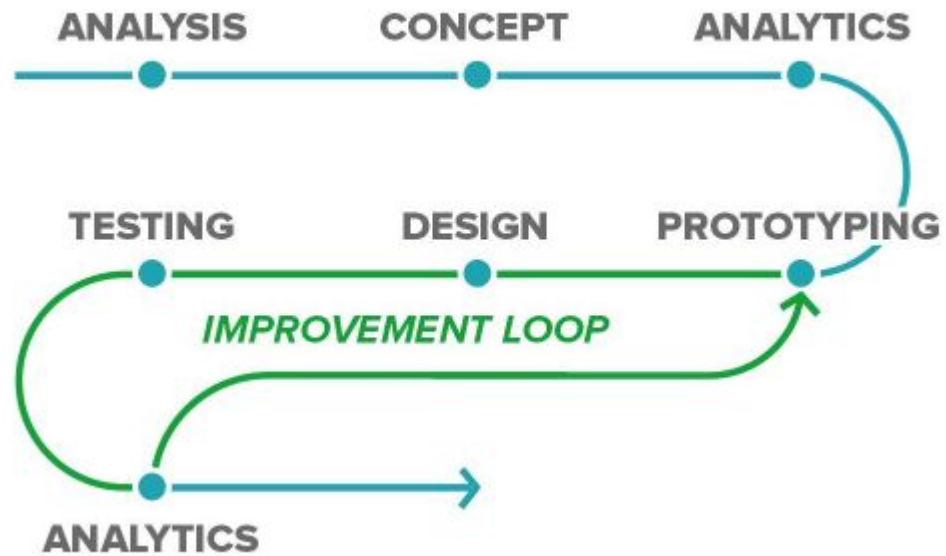 ANALYSIS CONCEPT ANALYTICS
TESTING DESIGN PROTOTYPING
IMPROVEMENT LOOP
ANALYTICS